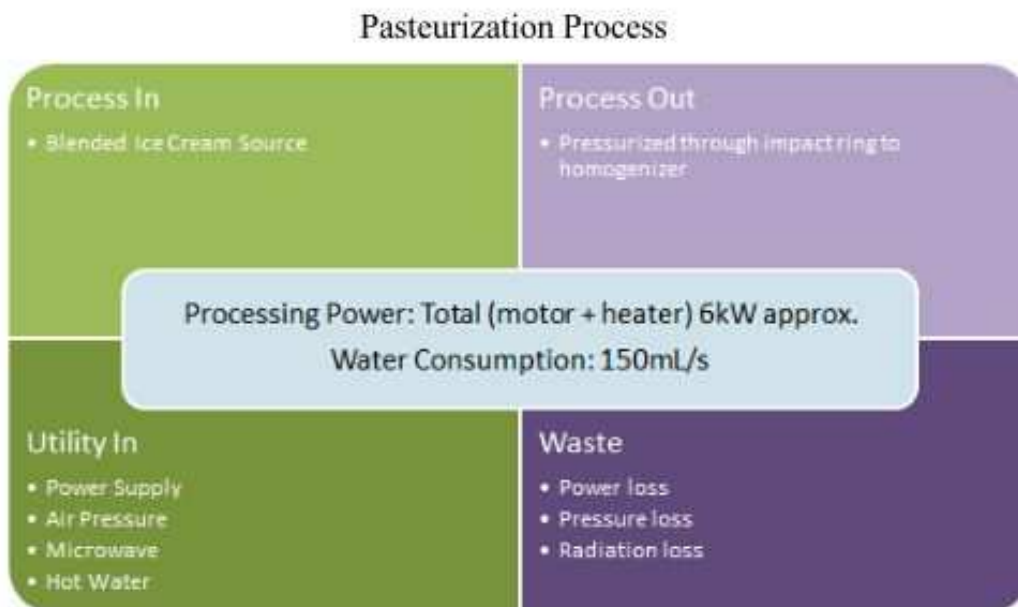 Pasteurization Process
Process In
• Blended Ice Cream Source
Process Out
• Pressurized through impact ring to
homogenizer
Processing Power: Total (motor + heater) 6kW approx.
Water Consumption: 150mL/s
Utility In
• Power Supply
• Air Pressure
• Microwave
• Hot Water
Waste
• Power loss
• Pressure loss
• Radiation loss